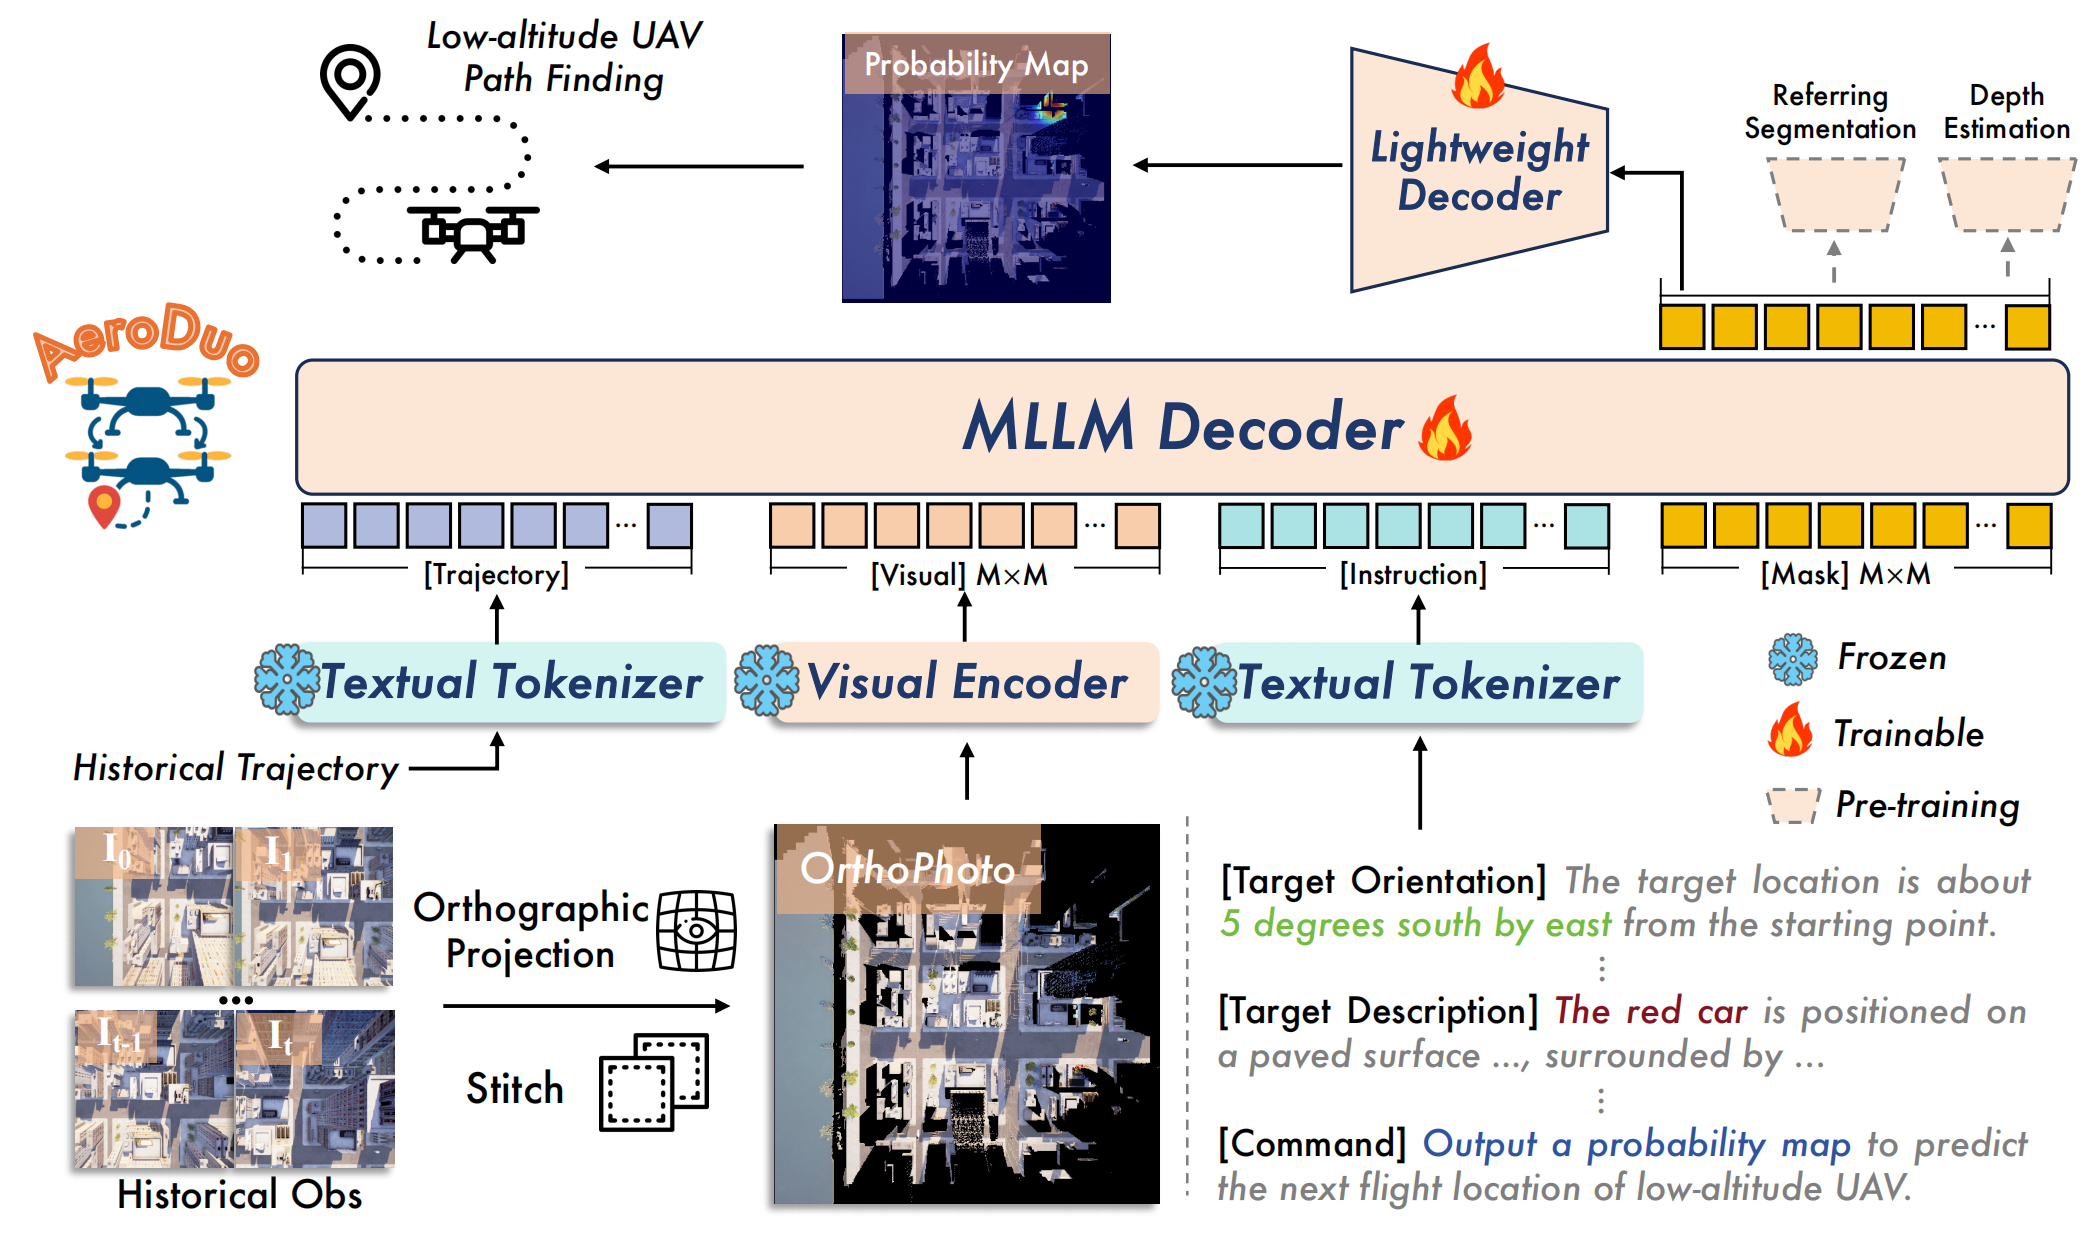 Low-altitude UAV
Path Finding
Probability Map
Lightweight
Decoder
Referring
Segmentation
Depth
Estimation
AeroDuo
MLLM Decoder
...
...
...
...
...
[Trajectory]
[Visual] M×M
[Instruction]
[Mask] M×M
Textual Tokenizer
Visual Encoder
Textual Tokenizer
Frozen
Trainable
Pre-training
Historical Trajectory
I0
I1
...
It-1
It
Historical Obs
Orthographic
Projection
Stitch
OrthoPhoto
[Target Orientation] The target location is about
5 degrees south by east from the starting point.
⋮
[Target Description] The red car is positioned on
a paved surface ..., surrounded by ...
⋮
[Command] Output a probability map to predict
the next flight location of low-altitude UAV.